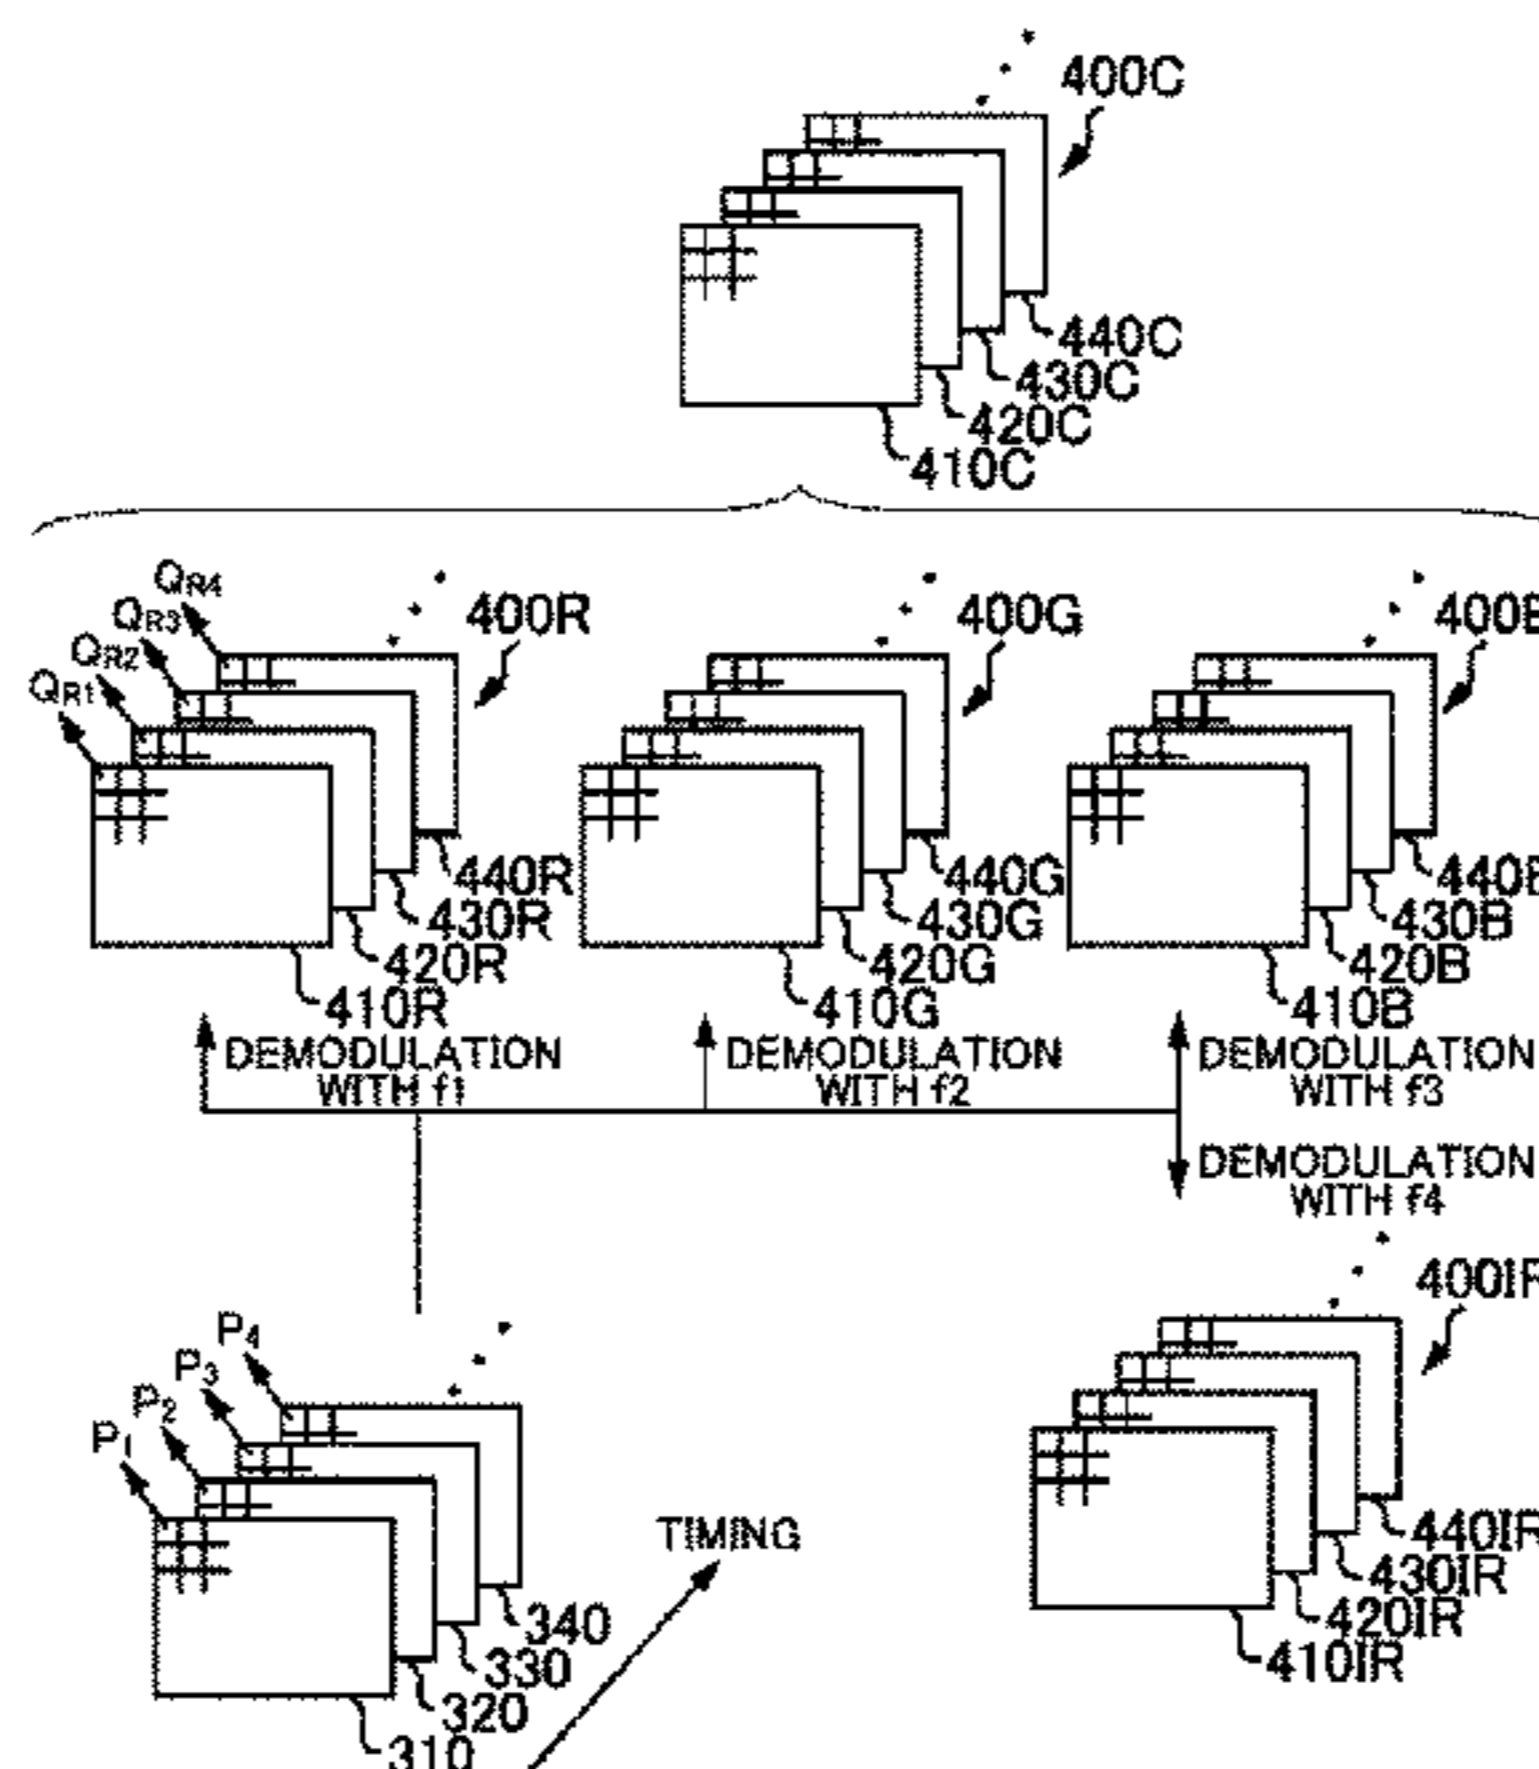 400C
440C
430C
420C
410C
QR4
QR3
QR2
QR1
400R
400G
400B
440R
430R
420R
410R
440G
430G
420G
410G
440B
430B
420B
410B
DEMODULATION
WITH f1
DEMODULATION
WITH f2
DEMODULATION
WITH f3
DEMODULATION
WITH f4
P4
P3
P2
P1
400IR
TIMING
340
330
320
310
440IR
430IR
420IR
410IR